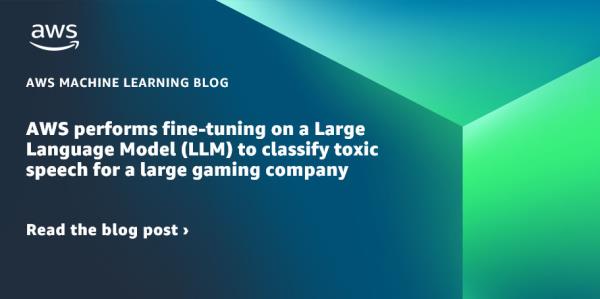 aws
AWS MACHINE LEARNING BLOG
AWS performs fine-tuning on a Large
Language Model (LLM) to classify toxic
speech for a large gaming company
Read the blog post ›